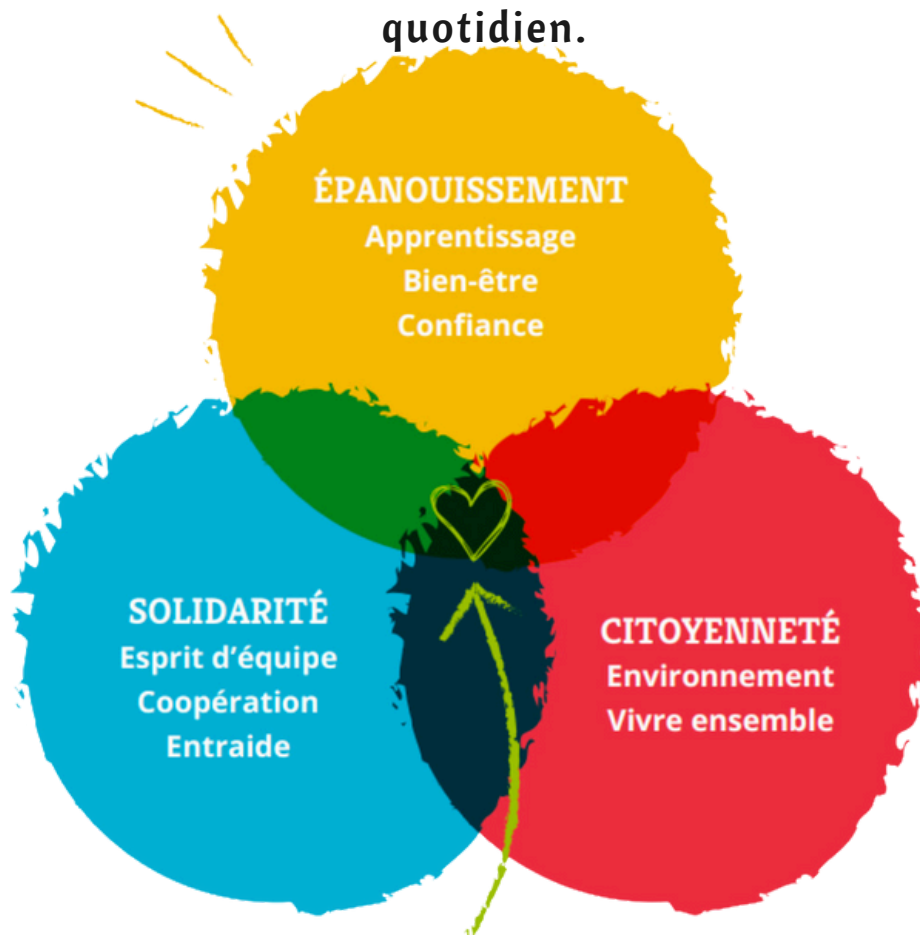 quotidien.
ÉPANOUISSEMENT
Apprentissage
Bien-être
Confiance
SOLIDARITÉ
Esprit d'équipe
Coopération
Entraide
CITOYENNETÉ
Environnement
Vivre ensemble